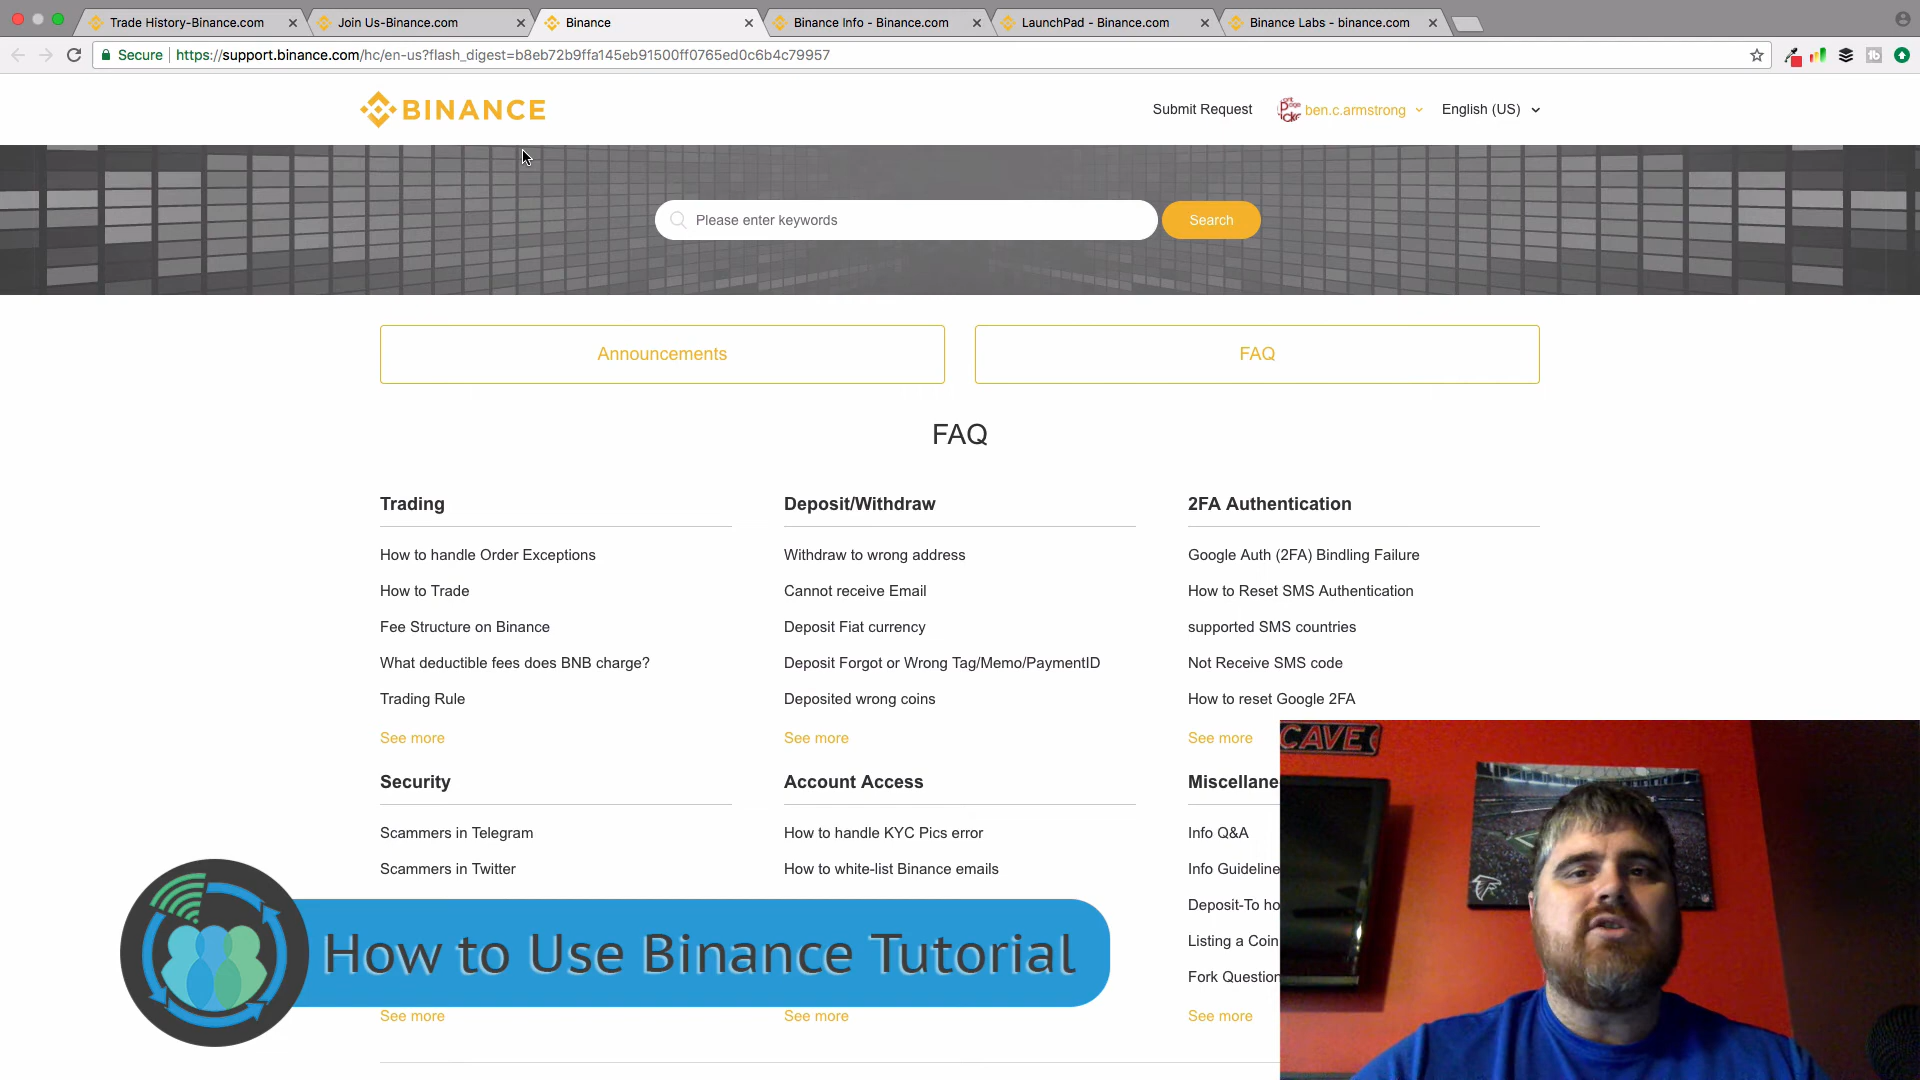 Trade History-Binance.com
Join Us-Binance.com
Binance
Binance Info - Binance.com
LaunchPad - Binance.com
Binance Labs - binance.com
Secure
https://support.binance.com/hc/en-us?flash_digest=b8eb72b9ffa145eb91500ff0765ed0c6b4c79957
BINANCE
Submit Request
ben.c.armstrong
English (US)
Please enter keywords
Search
Announcements
FAQ
FAQ
Trading
How to handle Order Exceptions
How to Trade
Fee Structure on Binance
What deductible fees does BNB charge?
Trading Rule
See more
Deposit/Withdraw
Withdraw to wrong address
Cannot receive Email
Deposit Fiat currency
Deposit Forgot or Wrong Tag/Memo/PaymentID
Deposited wrong coins
See more
2FA Authentication
Google Auth (2FA) Bindling Failure
How to Reset SMS Authentication
supported SMS countries
Not Receive SMS code
How to reset Google 2FA
See more
Security
Scammers in Telegram
Scammers in Twitter
See more
Account Access
How to handle KYC Pics error
How to white-list Binance emails
See more
Miscellane
Info Q&A
Info Guideline
Deposit-To ho
Listing a Coin
Fork Question
See more
CAVE
How to Use Binance Tutorial